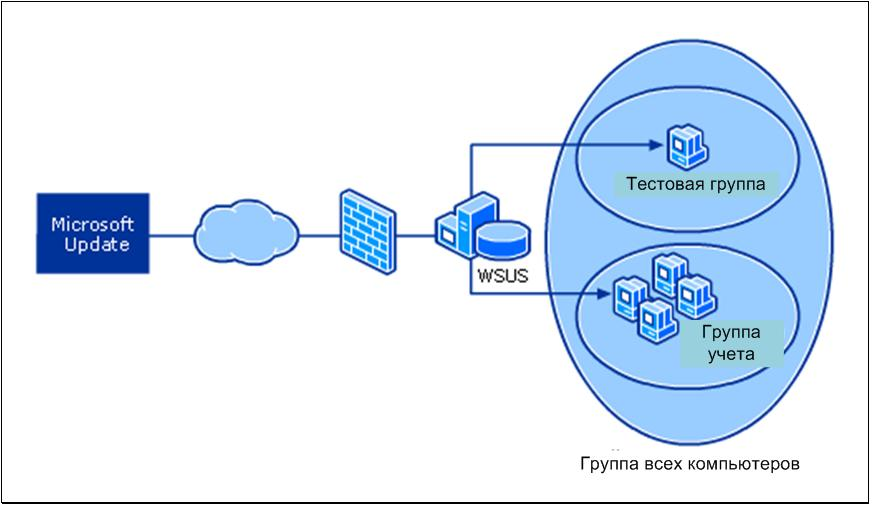 Microsoft
Update
WSUS
Тестовая группа
Группа
учета
Группа всех компьютеров